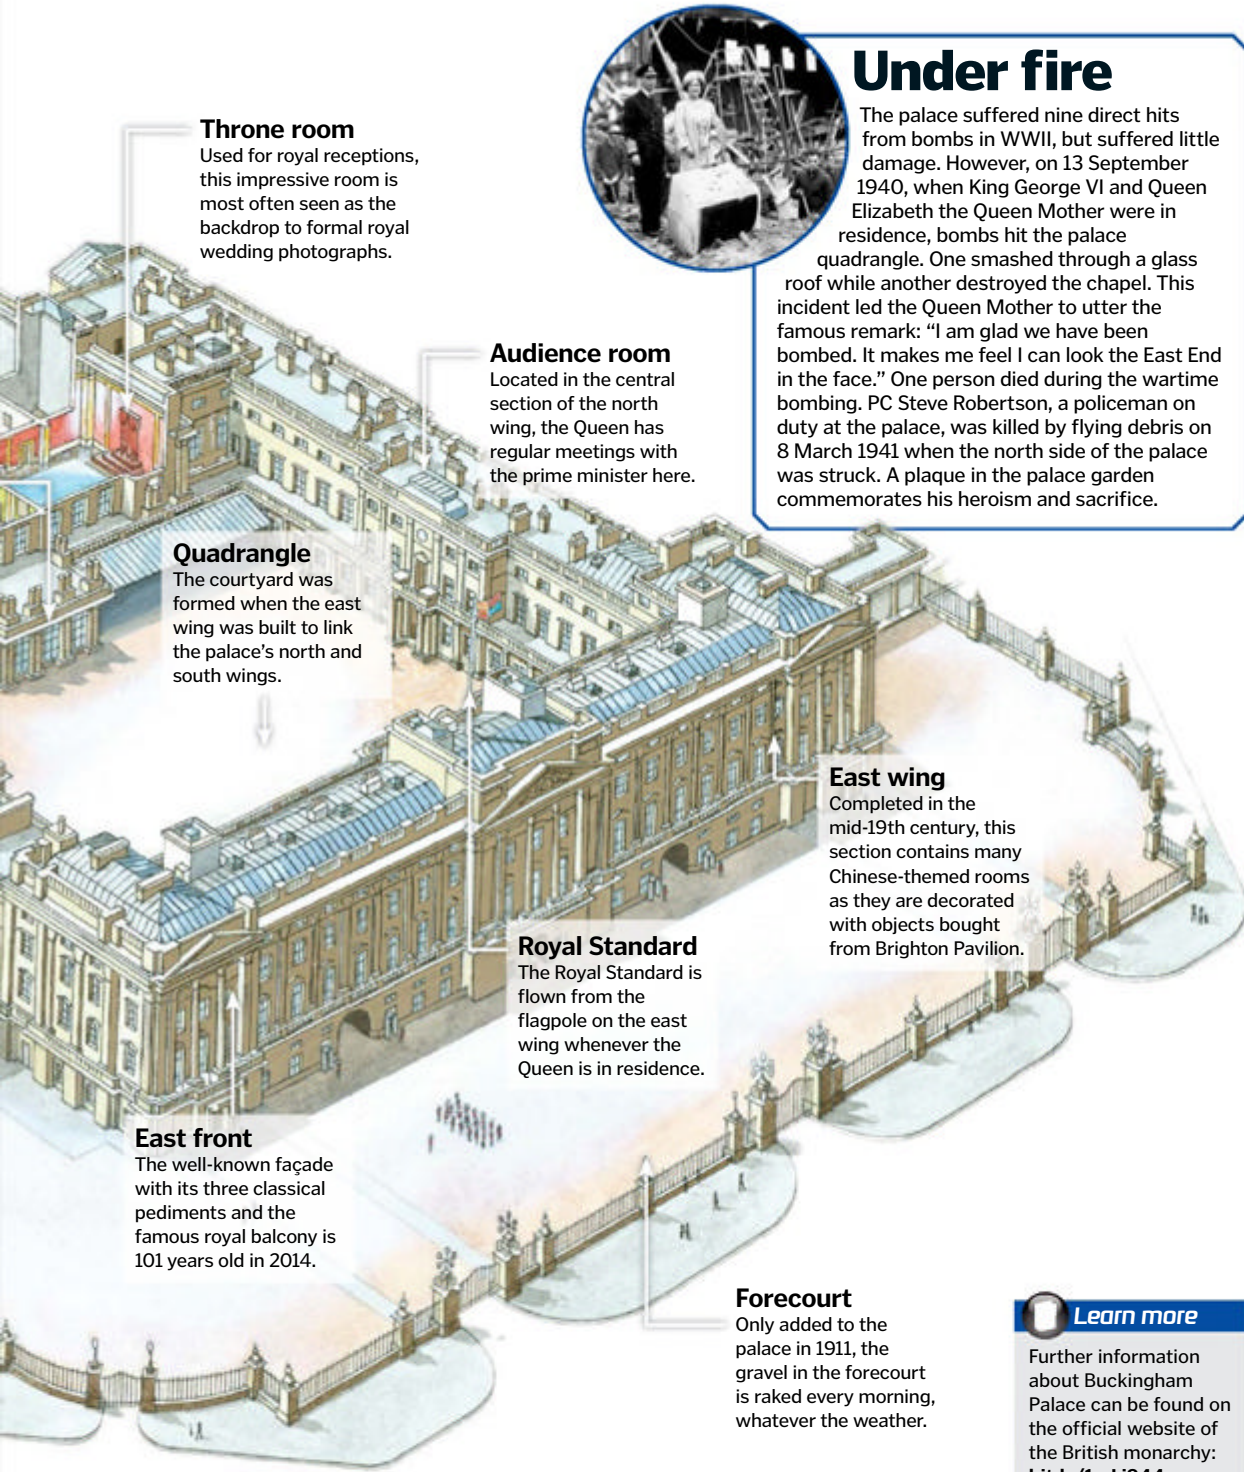 Under fire
The palace suffered nine direct hits
from bombs in WWII, but suffered little
damage. However, on 13 September
1940, when King George VI and Queen
Elizabeth the Queen Mother were in
residence, bombs hit the palace
quadrangle. One smashed through a glass
roof while another destroyed the chapel. This
incident led the Queen Mother to utter the
famous remark: “I am glad we have been
bombed. It makes me feel I can look the East End
in the face.” One person died during the wartime
bombing. PC Steve Robertson, a policeman on
duty at the palace, was killed by flying debris on
8 March 1941 when the north side of the palace
was struck. A plaque in the palace garden
commemorates his heroism and sacrifice.
Throne room
Used for royal receptions,
this impressive room is
most often seen as the
backdrop to formal royal
wedding photographs.
Audience room
Located in the central
section of the north
wing, the Queen has
regular meetings with
the prime minister here.
Quadrangle
The courtyard was
formed when the east
wing was built to link
the palace’s north and
south wings.
East wing
Completed in the
mid-19th century, this
section contains many
Chinese-themed rooms
as they are decorated
with objects bought
from Brighton Pavilion.
Royal Standard
The Royal Standard is
flown from the
flagpole on the east
wing whenever the
Queen is in residence.
East front
The well-known façade
with its three classical
pediments and the
famous royal balcony is
101 years old in 2014.
Forecourt
Only added to the
palace in 1911, the
gravel in the forecourt
is raked every morning,
whatever the weather.
Learn more
Further information
about Buckingham
Palace can be found on
the official website of
the British monarchy: